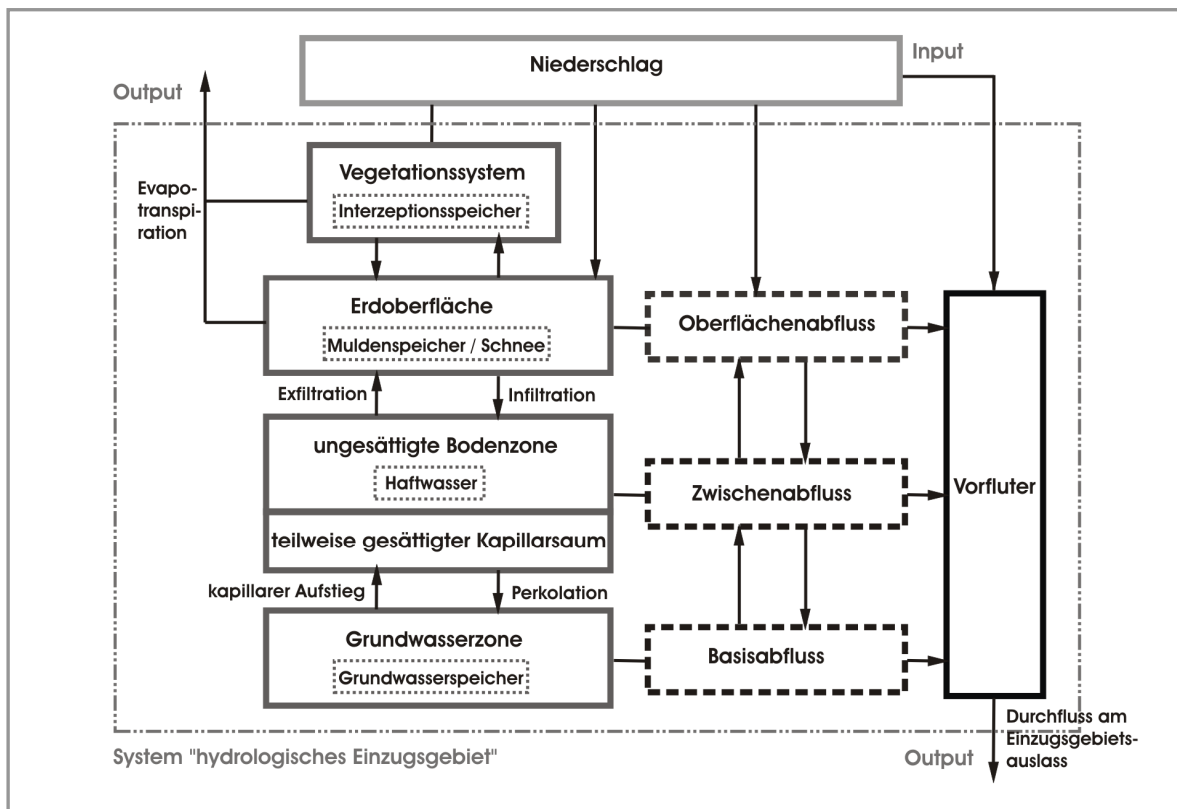 Niederschlag
Input
Output
Vegetationssystem
Interzeptionsspeicher
Evapo-
transpi-
ration
Erdoberfläche
Muldenspeicher / Schnee
Oberflächenabfluss
Exfiltration
Infiltration
ungesättigte Bodenzone
Haftwasser
Zwischenabfluss
Vorfluter
teilweise gesättigter Kapillarsaum
kapillarer Aufstieg
Perkolation
Grundwasserzone
Grundwasserspeicher
Basisabfluss
System "hydrologisches Einzugsgebiet"
Output
Durchfluss am
Einzugsgebiets-
auslass